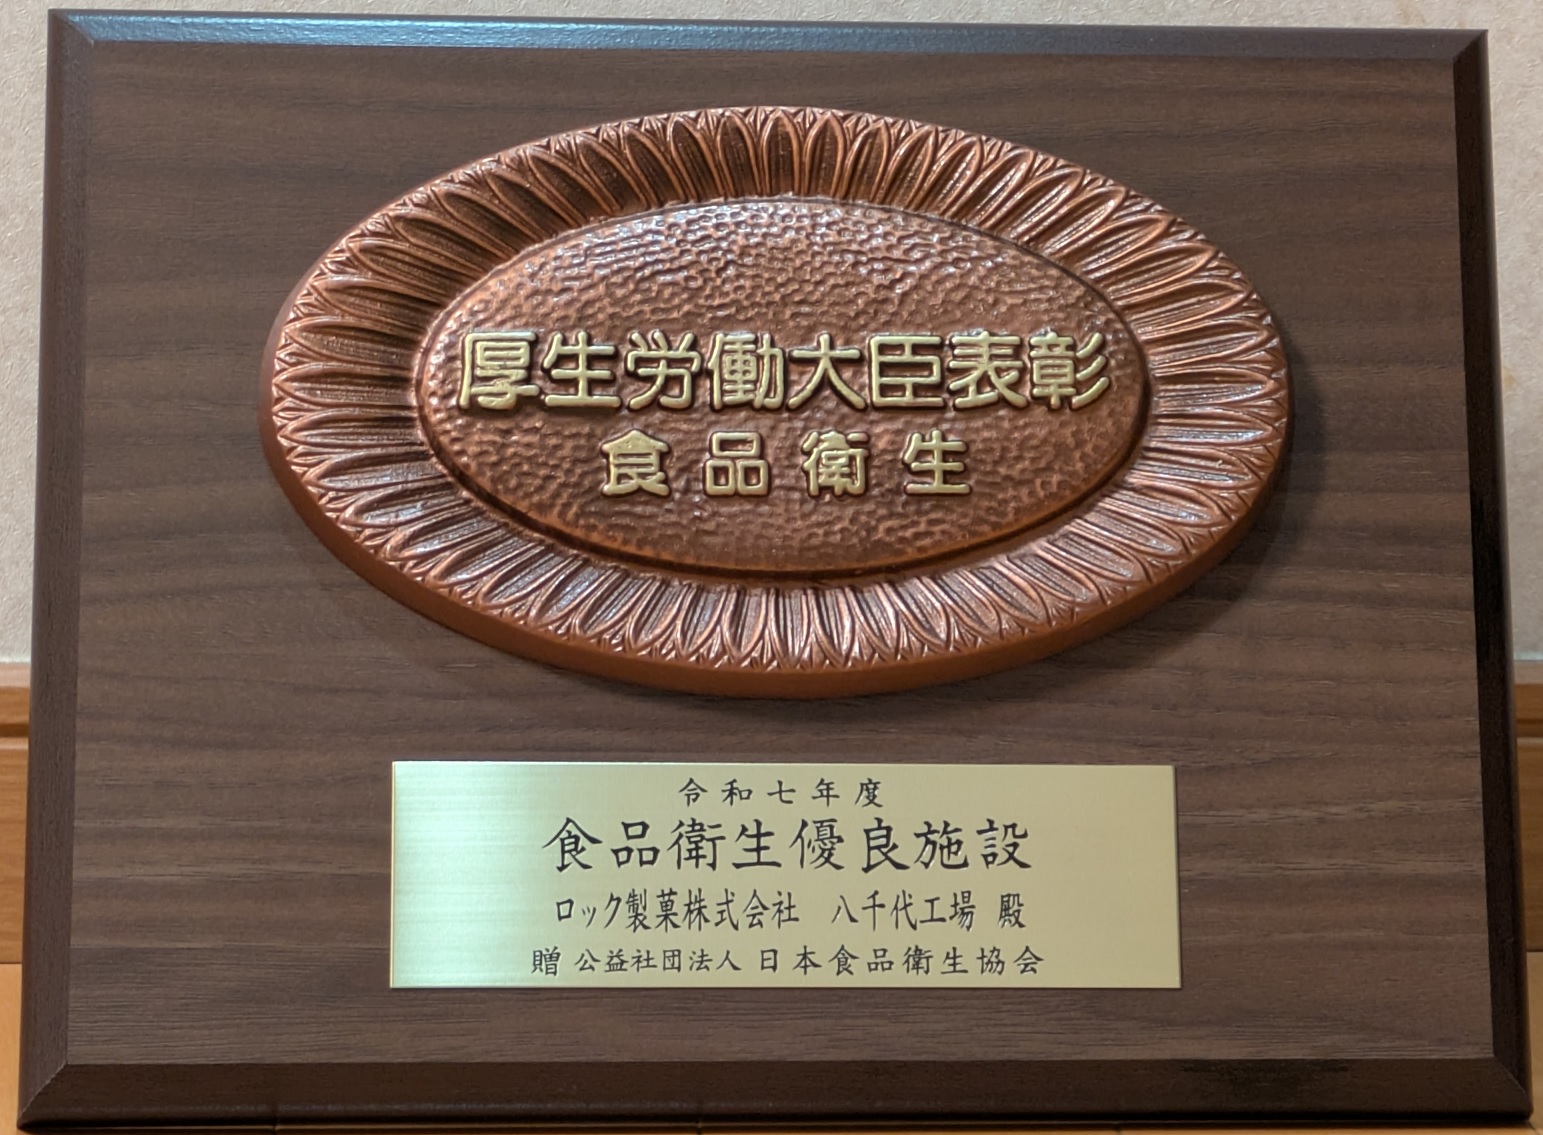 厚生労働大臣表彰
食品衛生
令和七年度
食品衛生優良施設
ロック製菓株式会社 八千代工場 殿
贈 公益社団法人 日本食品衛生協会